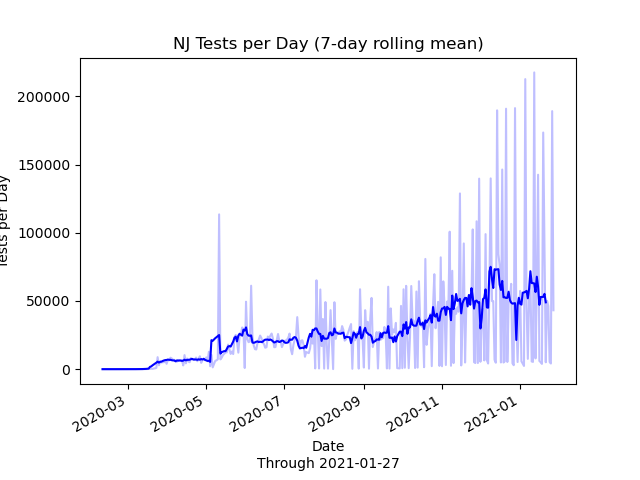 NJ Tests per Day (7-day rolling mean)
200000
150000
100000
50000
0
Tests per Day
2020-03
2020-05
2020-07
2020-09
2020-11
2021-01
Date
Through 2021-01-27